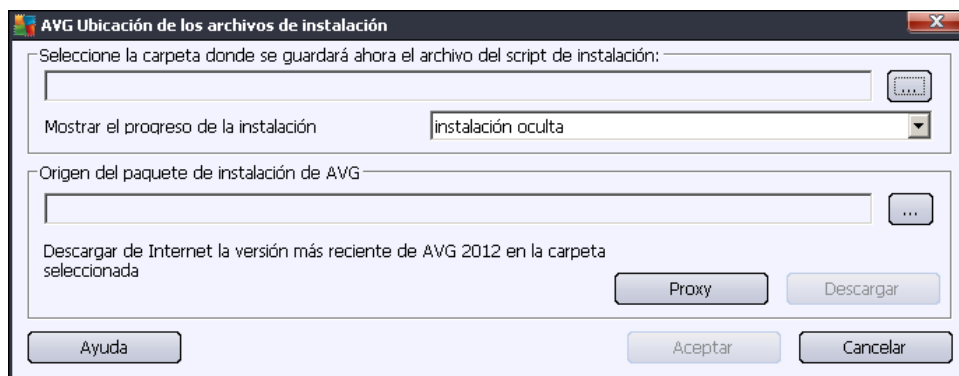 AVG Ubicación de los archivos de instalación
Seleccione la carpeta donde se guardará ahora el archivo del script de instalación:
...
Mostrar el progreso de la instalación
instalación oculta
Origen del paquete de instalación de AVG
...
Descargar de Internet la versión más reciente de AVG 2012 en la carpeta
seleccionada
Proxy
Descargar
Ayuda
Aceptar
Cancelar